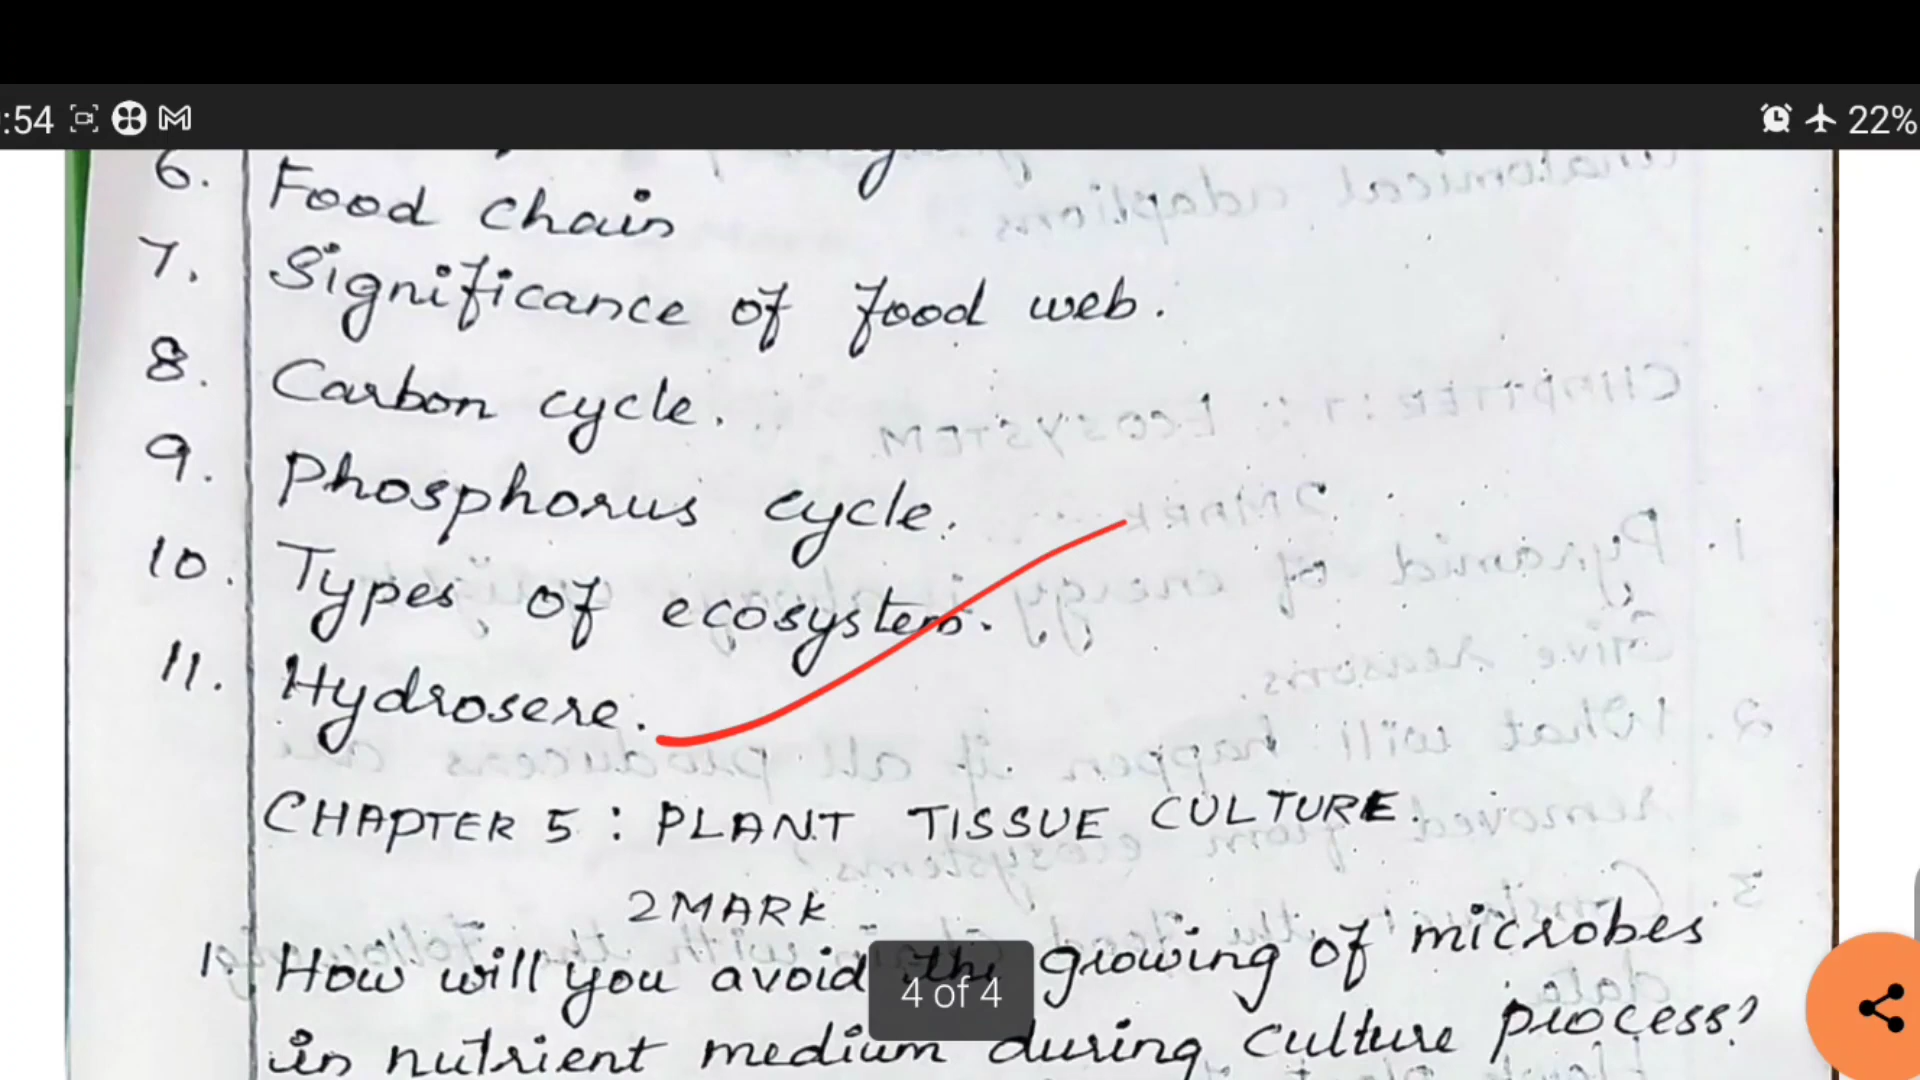 :54
22%
6. Food chain
7. Significance of food web.
8. Carbon cycle.
9. Phosphorus cycle.
10. Types of ecosystem.
11. Hydrosere.
CHAPTER 5 : PLANT TISSUE CULTURE.
2 MARK
1. How will you avoid the growing of microbes
in nutrient medium during culture process?
4 of 4